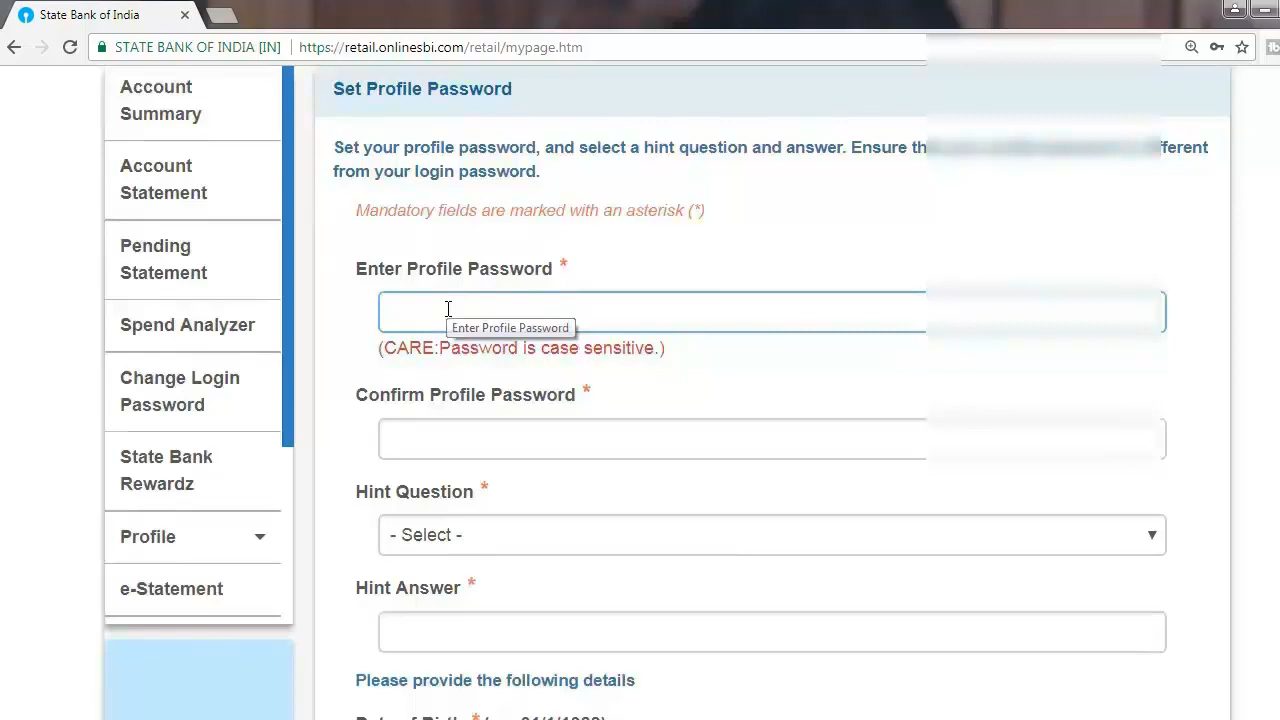 State Bank of India
STATE BANK OF INDIA [IN] https://retail.onlinesbi.com/retail/mypage.htm
Account
Summary
Account
Statement
Pending
Statement
Spend Analyzer
Change Login
Password
State Bank
Rewardz
Profile
e-Statement
Set Profile Password
Set your profile password, and select a hint question and answer. Ensure
from your login password.
Mandatory fields are marked with an asterisk (*)
Enter Profile Password *
Enter Profile Password
(CARE:Password is case sensitive.)
Confirm Profile Password *
Hint Question *
- Select -
Hint Answer *
Please provide the following details